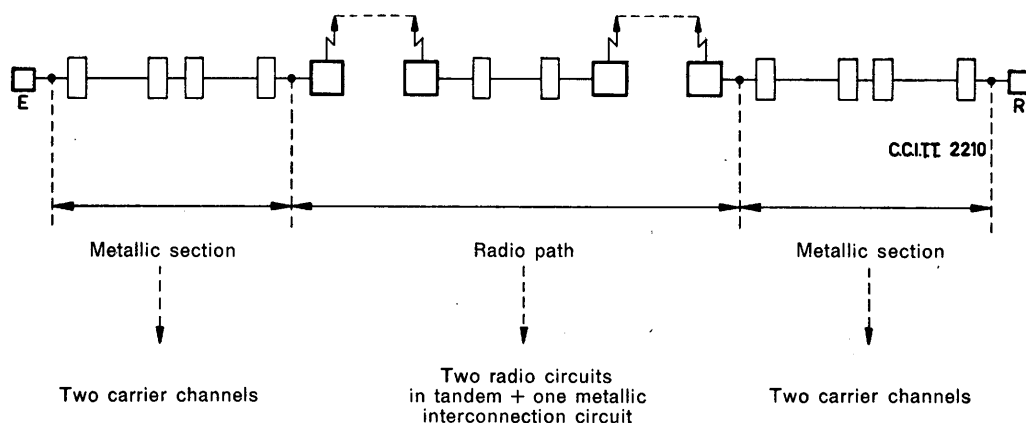 E
R
C.C.I.T.T. 2210
Metallic section
Radio path
Metallic section
Two carrier channels
Two radio circuits
in tandem + one metallic
interconnection circuit
Two carrier channels